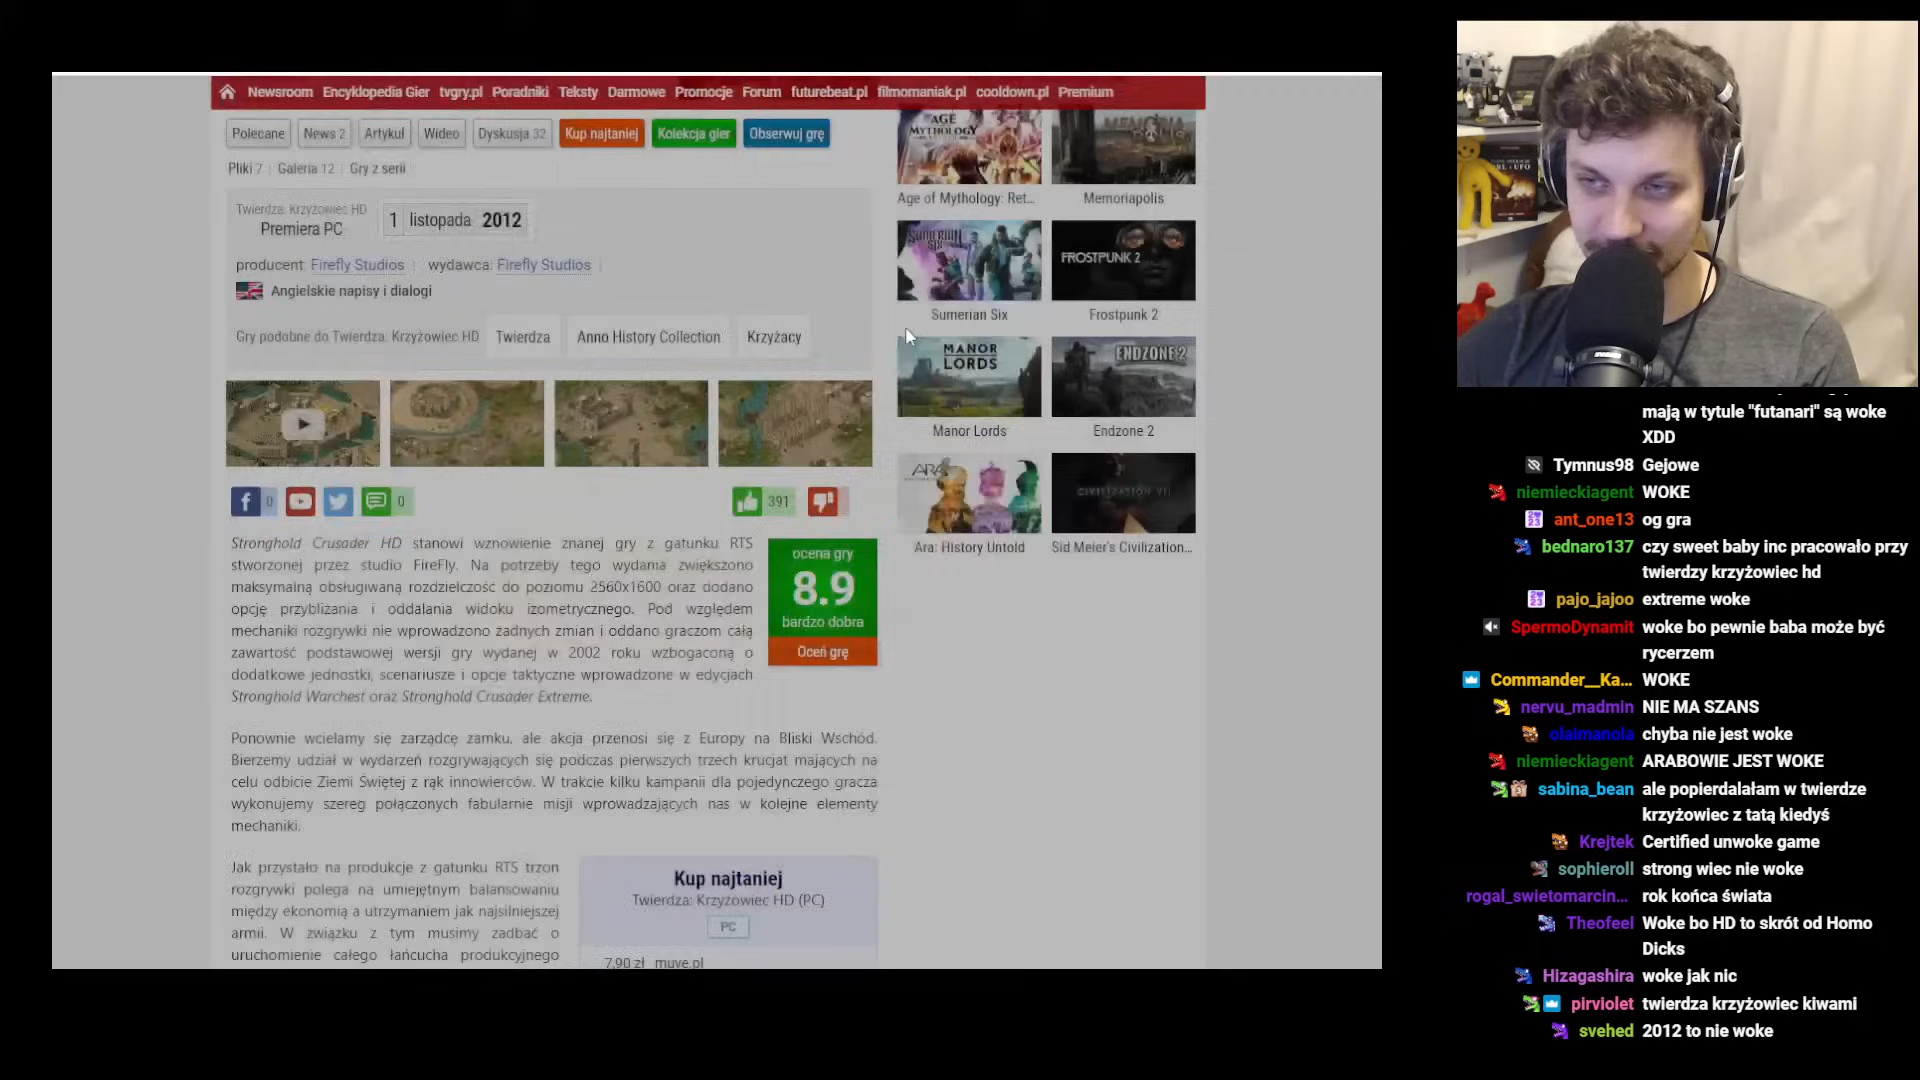 Newsroom Encyklopedia Gier tvgry.pl Poradniki Teksty Darmowe Promocje Forum futurebeat.pl filmomaniak.pl cooldown.pl Premium
Polecane News 2 Artykuł Wideo Dyskusja 32 Kup najtaniej Kolekcja gier Obserwuj grę
Pliki 7 Galeria 12 Gry z serii
Twierdza: Krzyżowiec HD
Premiera PC
1 listopada 2012
producent: Firefly Studios wydawca: Firefly Studios
Angielskie napisy i dialogi
Gry podobne do Twierdza: Krzyżowiec HD Twierdza Anno History Collection Krzyżacy
0 0 391
Stronghold Crusader HD stanowi wznowienie znanej gry z gatunku RTS
stworzonej przez studio FireFly. Na potrzeby tego wydania zwiększono
maksymalną obsługiwaną rozdzielczość do poziomu 2560x1600 oraz dodano
opcję przybliżania i oddalania widoku izometrycznego. Pod względem
mechaniki rozgrywki nie wprowadzono żadnych zmian i oddano graczom całą
zawartość podstawowej wersji gry wydanej w 2002 roku wzbogaconą o
dodatkowe jednostki, scenariusze i opcje taktyczne wprowadzone w edycjach
Stronghold Warchest oraz Stronghold Crusader Extreme.
ocena gry
8.9
bardzo dobra
Oceń grę
Ponownie wcielamy się zarządcę zamku, ale akcja przenosi się z Europy na Bliski Wschód.
Bierzemy udział w wydarzeń rozgrywających się podczas pierwszych trzech krucjat mających na
celu odbicie Ziemi Świętej z rąk innowierców. W trakcie kilku kampanii dla pojedynczego gracza
wykonujemy szereg połączonych fabularnie misji wprowadzających nas w kolejne elementy
mechaniki.
Jak przystało na produkcje z gatunku RTS trzon
rozgrywki polega na umiejętnym balansowaniu
między ekonomią a utrzymaniem jak najsilniejszej
armii. W związku z tym musimy zadbać o
uruchomienie całego łańcucha produkcyjnego
Kup najtaniej
Twierdza: Krzyżowiec HD (PC)
PC
7,90 zł muve.pl
AGE
MYTHOLOGY
MEMORIA
Age of Mythology: Ret...
Memoriapolis
SUMERIAN
SIX
FROSTPUNK 2
Sumerian Six
Frostpunk 2
MANOR
LORDS
ENDZONE 2
Manor Lords
Endzone 2
ARA
CIVILIZATION VII
Ara: History Untold
Sid Meier's Civilization...
mają w tytule "futanari" są woke
XDD
Tymnus98 Gejowe
niemieckiagent WOKE
ant_one13 og gra
bednaro137 czy sweet baby inc pracowało przy
twierdzy krzyżowiec hd
pajo_jajoo extreme woke
SpermoDynamit woke bo pewnie baba może być
rycerzem
Commander__Ka... WOKE
nervu_madmin NIE MA SZANS
olaimanola chyba nie jest woke
niemieckiagent ARABOWIE JEST WOKE
sabina_bean ale popierdalałam w twierdze
krzyżowiec z tatą kiedyś
Krejtek Certified unwoke game
sophieroll strong wiec nie woke
rogal_swietomarcin... rok końca świata
Theofeel Woke bo HD to skrót od Homo
Dicks
Hizagashira woke jak nic
pirviolet twierdza krzyżowiec kiwami
svehed 2012 to nie woke